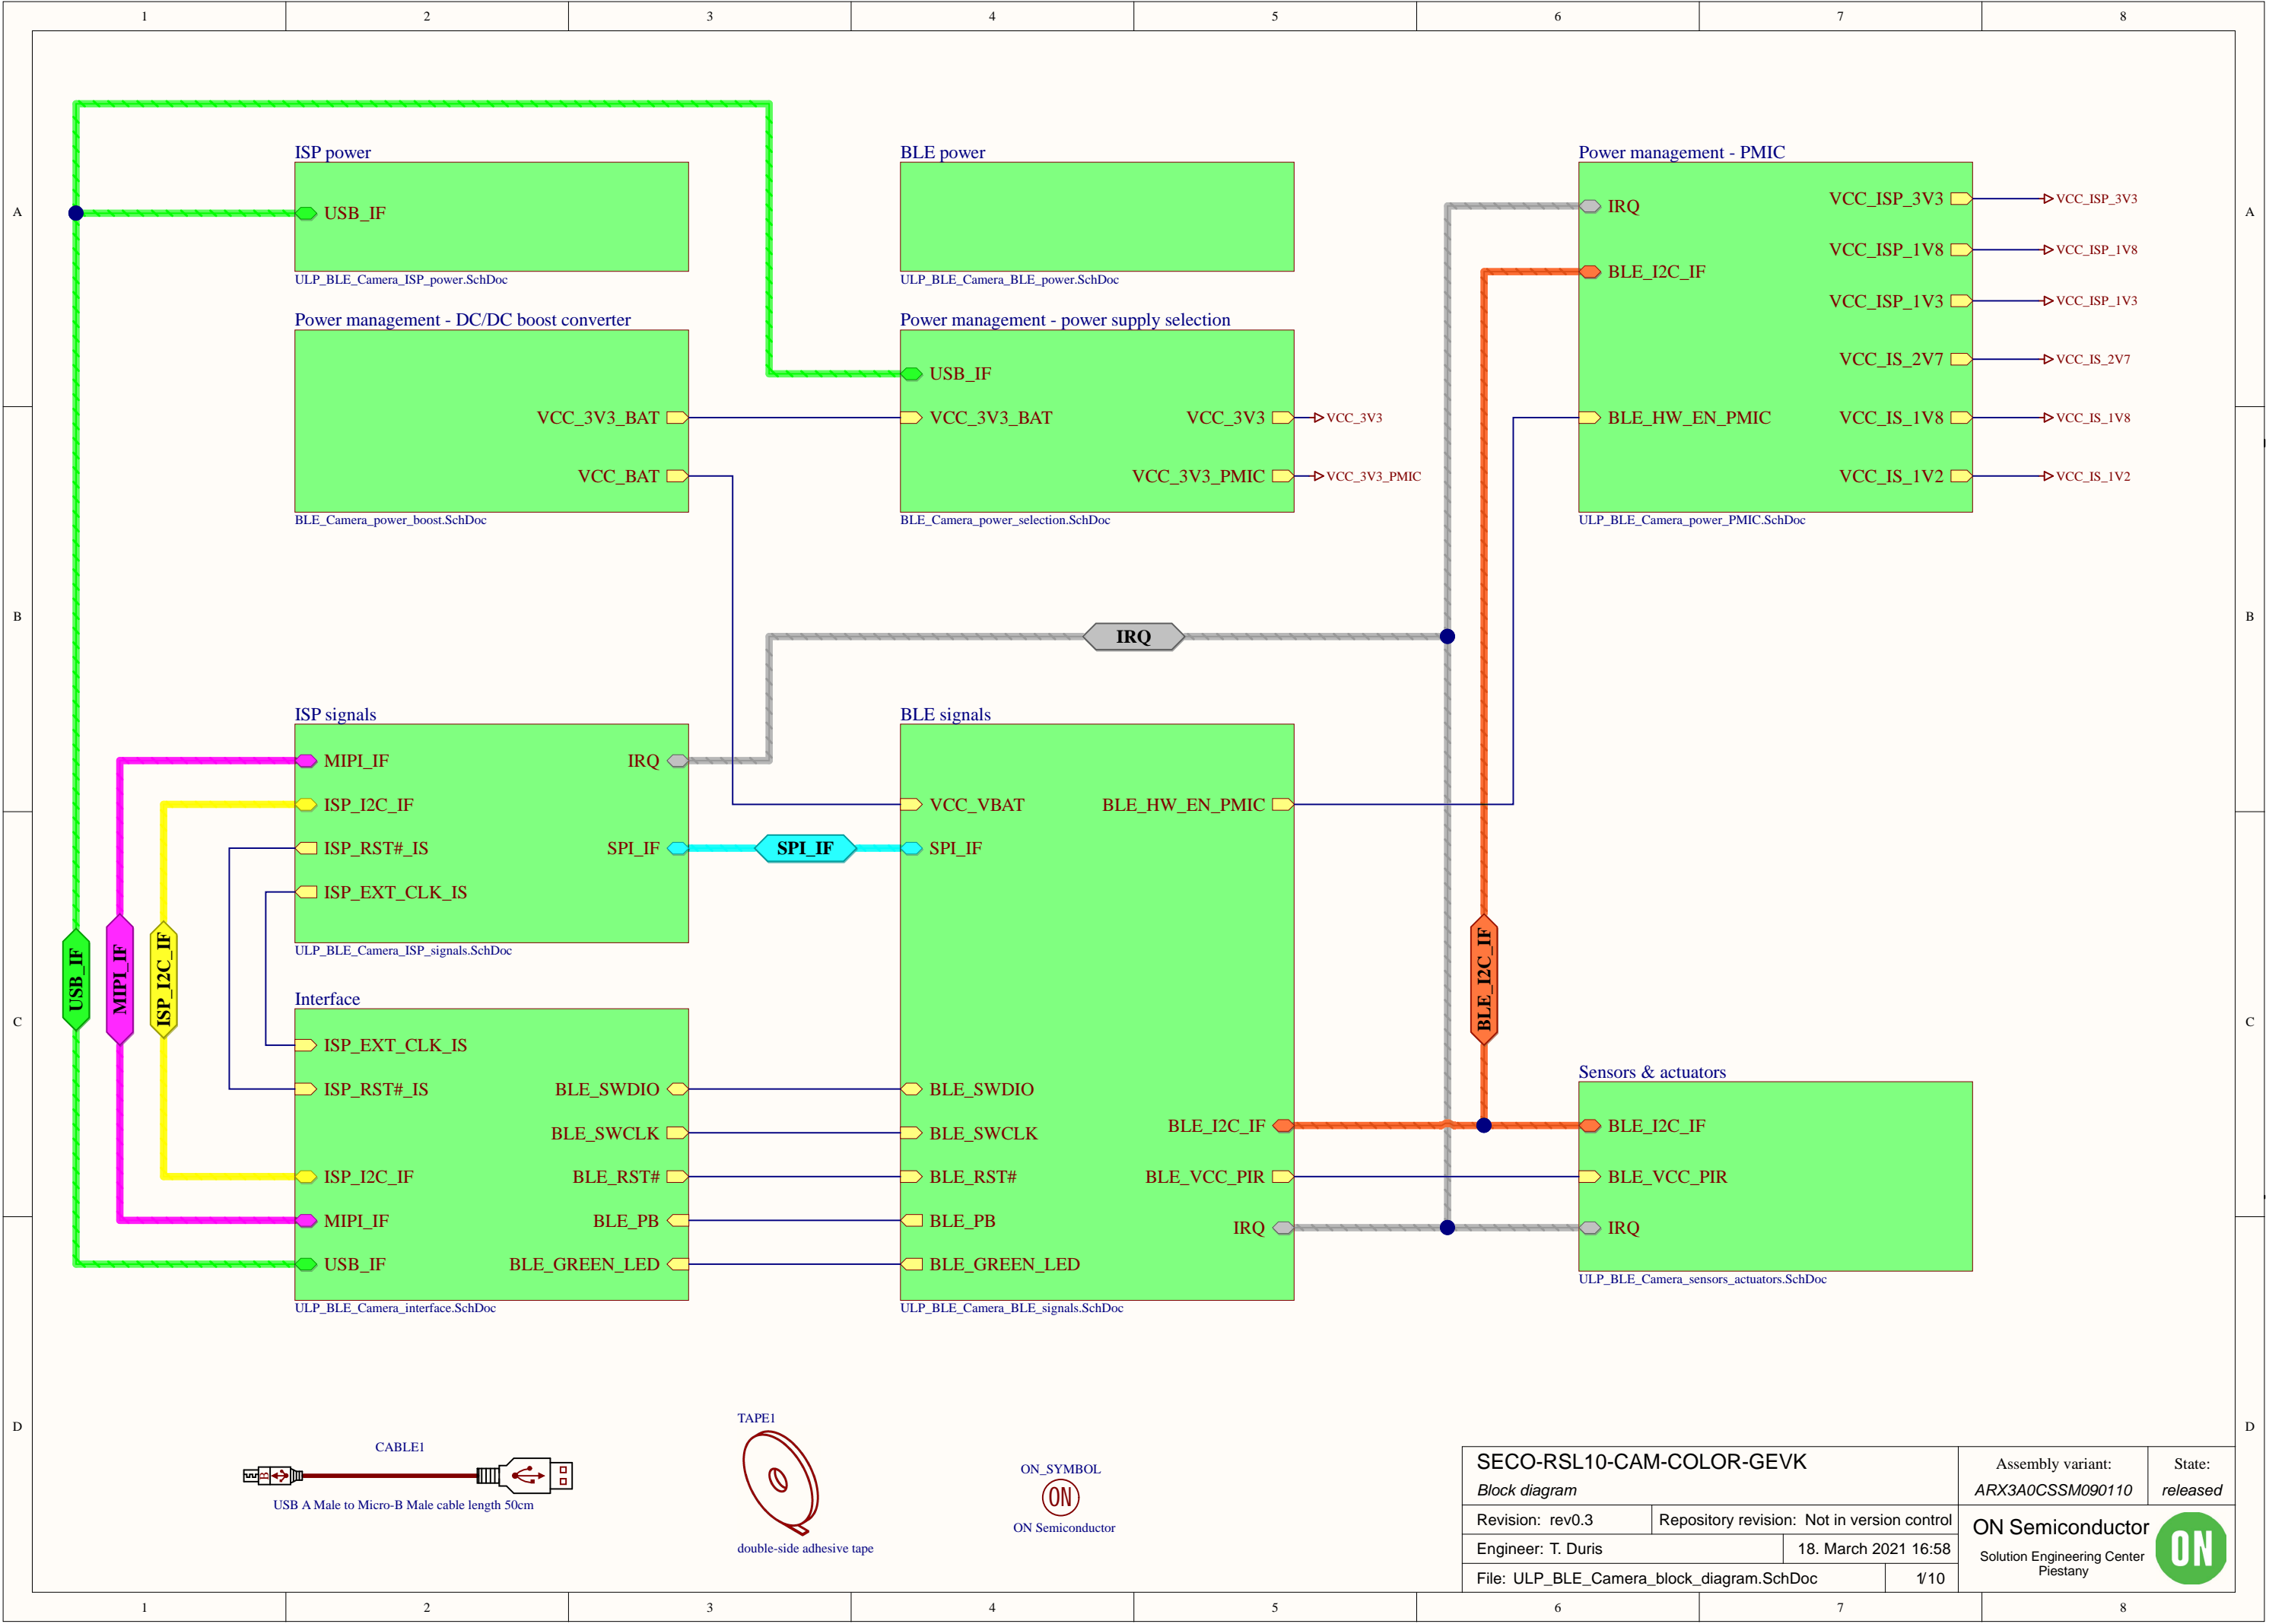 1 2 3 4 5 6 7 8
A
B
C
D
A
B
C
D
ISP power
USB_IF
ULP_BLE_Camera_ISP_power.SchDoc
BLE power
ULP_BLE_Camera_BLE_power.SchDoc
Power management - PMIC
IRQ
BLE_I2C_IF
BLE_HW_EN_PMIC
VCC_ISP_3V3
VCC_ISP_1V8
VCC_ISP_1V3
VCC_IS_2V7
VCC_IS_1V8
VCC_IS_1V2
VCC_ISP_3V3
VCC_ISP_1V8
VCC_ISP_1V3
VCC_IS_2V7
VCC_IS_1V8
VCC_IS_1V2
ULP_BLE_Camera_power_PMIC.SchDoc
Power management - DC/DC boost converter
VCC_3V3_BAT
VCC_BAT
BLE_Camera_power_boost.SchDoc
Power management - power supply selection
USB_IF
VCC_3V3_BAT
VCC_3V3
VCC_3V3_PMIC
VCC_3V3
VCC_3V3_PMIC
BLE_Camera_power_selection.SchDoc
IRQ
ISP signals
MIPI_IF
ISP_I2C_IF
ISP_RST#_IS
ISP_EXT_CLK_IS
IRQ
SPI_IF
ULP_BLE_Camera_ISP_signals.SchDoc
SPI_IF
BLE signals
VCC_VBAT
SPI_IF
BLE_SWDIO
BLE_SWCLK
BLE_RST#
BLE_PB
BLE_GREEN_LED
BLE_HW_EN_PMIC
BLE_I2C_IF
BLE_VCC_PIR
IRQ
ULP_BLE_Camera_BLE_signals.SchDoc
USB_IF
MIPI_IF
ISP_I2C_IF
BLE_I2C_IF
Interface
ISP_EXT_CLK_IS
ISP_RST#_IS
ISP_I2C_IF
MIPI_IF
USB_IF
BLE_SWDIO
BLE_SWCLK
BLE_RST#
BLE_PB
BLE_GREEN_LED
ULP_BLE_Camera_interface.SchDoc
Sensors & actuators
BLE_I2C_IF
BLE_VCC_PIR
IRQ
ULP_BLE_Camera_sensors_actuators.SchDoc
CABLE1
B
USB A Male to Micro-B Male cable length 50cm
TAPE1
double-side adhesive tape
ON_SYMBOL
ON
ON Semiconductor
SECO-RSL10-CAM-COLOR-GEVK
Block diagram
Assembly variant:
ARX3A0CSSM090110
State:
released
Revision: rev0.3
Repository revision: Not in version control
Engineer: T. Duris
18. March 2021 16:58
File: ULP_BLE_Camera_block_diagram.SchDoc
1/10
ON Semiconductor
Solution Engineering Center
Piestany
ON
1 2 3 4 5 6 7 8